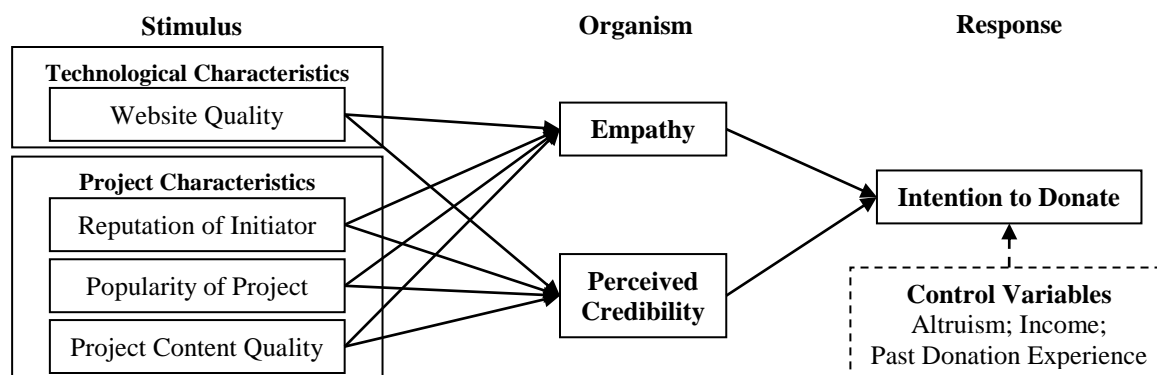 Stimulus
Organism
Response
Technological Characteristics
Website Quality
Project Characteristics
Reputation of Initiator
Popularity of Project
Project Content Quality
Empathy
Perceived
Credibility
Intention to Donate
Control Variables
Altruism; Income;
Past Donation Experience